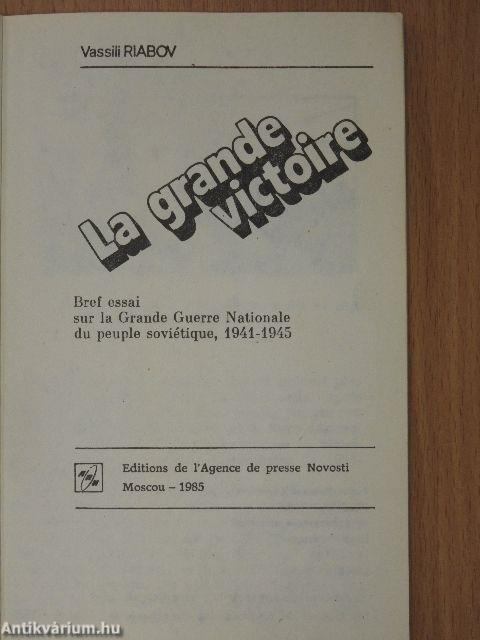 Vassili RIABOV
La grande
victoire
Bref essai
sur la Grande Guerre Nationale
du peuple soviétique, 1941-1945
Editions de l'Agence de presse Novosti
Moscou – 1985
Antikvárium.hu